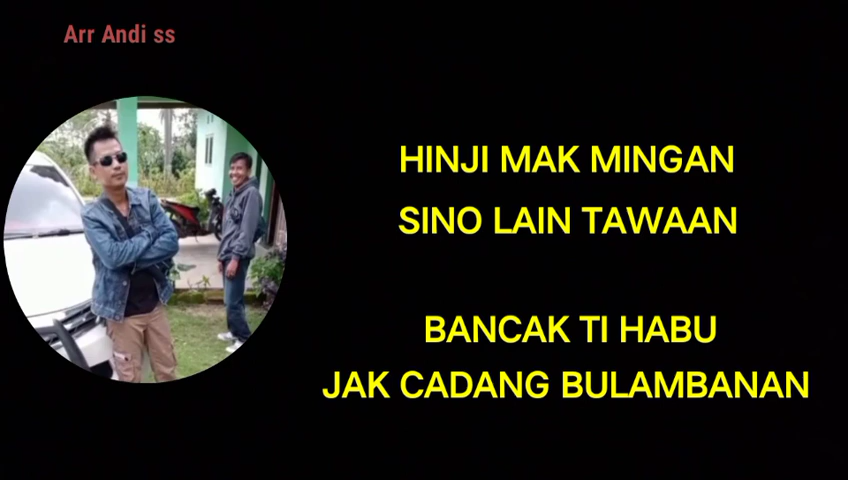 Arr Andi ss
HINJI MAK MINGAN
SINO LAIN TAWAAN
BANCAK TI HABU
JAK CADANG BULAMBANAN